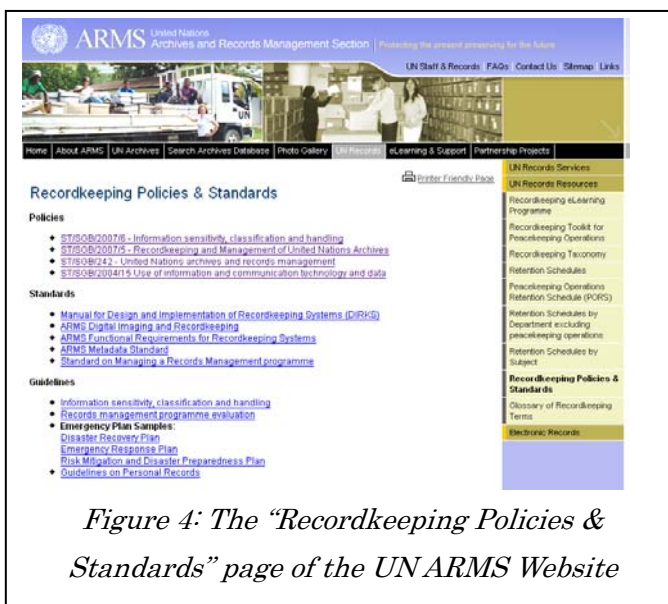 ARMS United Nations
Archives and Records Management Section
Protecting the present preserving for the future
UN Staff & Records FAQs Contact Us Sitemap Links
UN
Home About ARMS UN Archives Search Archives Database Photo Gallery UN Records eLearning & Support Partnership Projects
Printer Friendly Page
Recordkeeping Policies & Standards
Policies
ST/SGB/2007/6 - Information sensitivity, classification and handling
ST/SGB/2007/5 - Recordkeeping and Management of United Nations Archives
ST/SGB/242 - United Nations archives and records management
ST/SGB/2004/15 Use of information and communication technology and data
Standards
Manual for Design and Implementation of Recordkeeping Systems (DIRKS)
ARMS Digital Imaging and Recordkeeping
ARMS Functional Requirements for Recordkeeping Systems
ARMS Metadata Standard
Standard on Managing a Records Management programme
Guidelines
Information sensitivity, classification and handling
Records management programme evaluation
Emergency Plan Samples:
Disaster Recovery Plan
Emergency Response Plan
Risk Mitigation and Disaster Preparedness Plan
Guidelines on Personal Records
UN Records Services
UN Records Resources
Recordkeeping eLearning
Programme
Recordkeeping Toolkit for
Peacekeeping Operations
Recordkeeping Taxonomy
Retention Schedules
Peacekeeping Operations
Retention Schedule (PORS)
Retention Schedules by
Department excluding
peacekeeping operations
Retention Schedules by
Subject
Recordkeeping Policies &
Standards
Glossary of Recordkeeping
Terms
Electronic Records
Figure 4: The “Recordkeeping Policies &
Standards” page of the UN ARMS Website